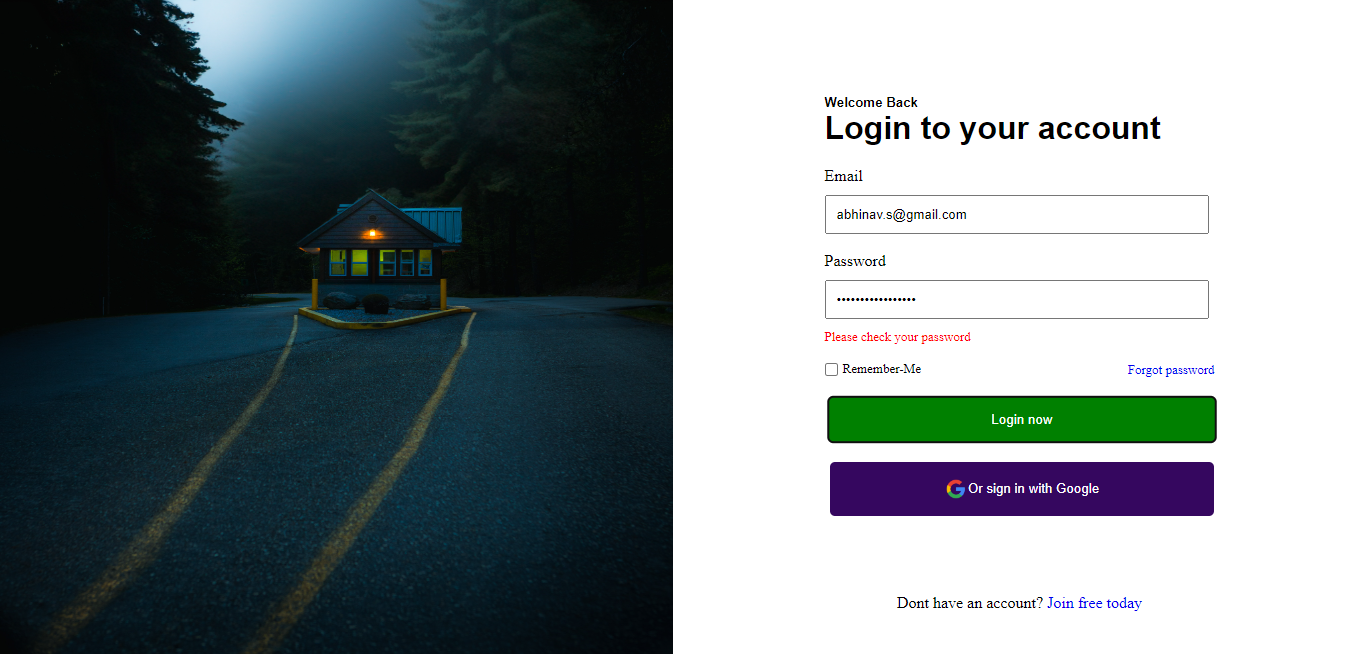 Welcome Back
Login to your account
Email
abhinav.s@gmail.com
Password
•••••••••••••••••
Please check your password
Remember-Me
Forgot password
Login now
Or sign in with Google
Dont have an account? Join free today